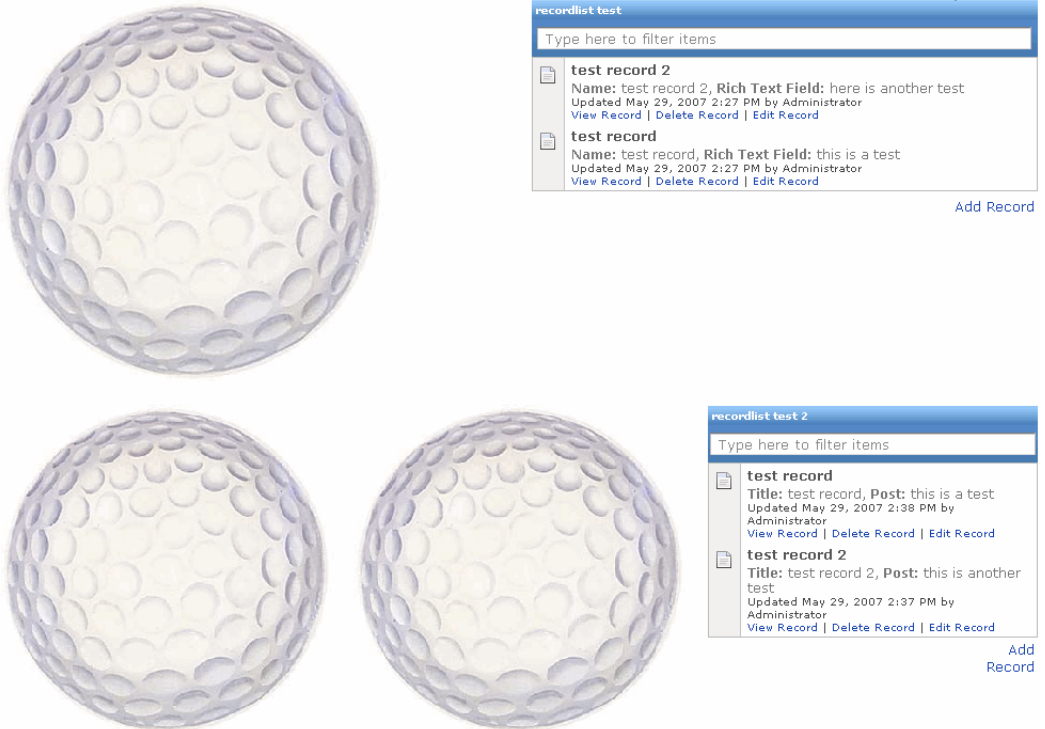 recordlist test
Type here to filter items
test record 2
Name: test record 2, Rich Text Field: here is another test
Updated May 29, 2007 2:27 PM by Administrator
View Record | Delete Record | Edit Record
test record
Name: test record, Rich Text Field: this is a test
Updated May 29, 2007 2:27 PM by Administrator
View Record | Delete Record | Edit Record
Add Record
recordlist test 2
Type here to filter items
test record
Title: test record, Post: this is a test
Updated May 29, 2007 2:38 PM by
Administrator
View Record | Delete Record | Edit Record
test record 2
Title: test record 2, Post: this is another
test
Updated May 29, 2007 2:37 PM by
Administrator
View Record | Delete Record | Edit Record
Add
Record